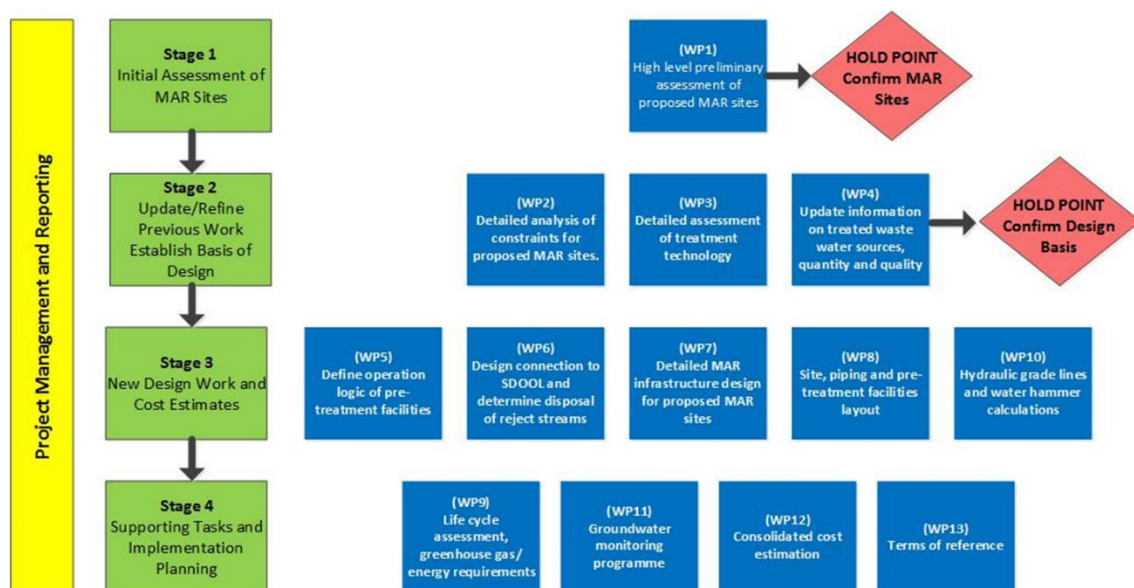 Project Management and Reporting
Stage 1
Initial Assessment of
MAR Sites
(WP1)
High level preliminary
assessment of
proposed MAR sites
HOLD POINT
Confirm MAR
Sites
Stage 2
Update/Refine
Previous Work
Establish Basis of
Design
(WP2)
Detailed analysis of
constraints for
proposed MAR sites.
(WP3)
Detailed assessment
of treatment
technology
(WP4)
Update information
on treated waste
water sources,
quantity and quality
HOLD POINT
Confirm Design
Basis
Stage 3
New Design Work and
Cost Estimates
(WP5)
Define operation
logic of pre-
treatment facilities
(WP6)
Design connection to
SDOOL and
determine disposal
of reject streams
(WP7)
Detailed MAR
infrastructure design
for proposed MAR
sites
(WP8)
Site, piping and pre-
treatment facilities
layout
(WP10)
Hydraulic grade lines
and water hammer
calculations
Stage 4
Supporting Tasks and
Implementation
Planning
(WP9)
Life cycle
assessment,
greenhouse gas/
energy requirements
(WP11)
Groundwater
monitoring
programme
(WP12)
Consolidated cost
estimation
(WP13)
Terms of reference